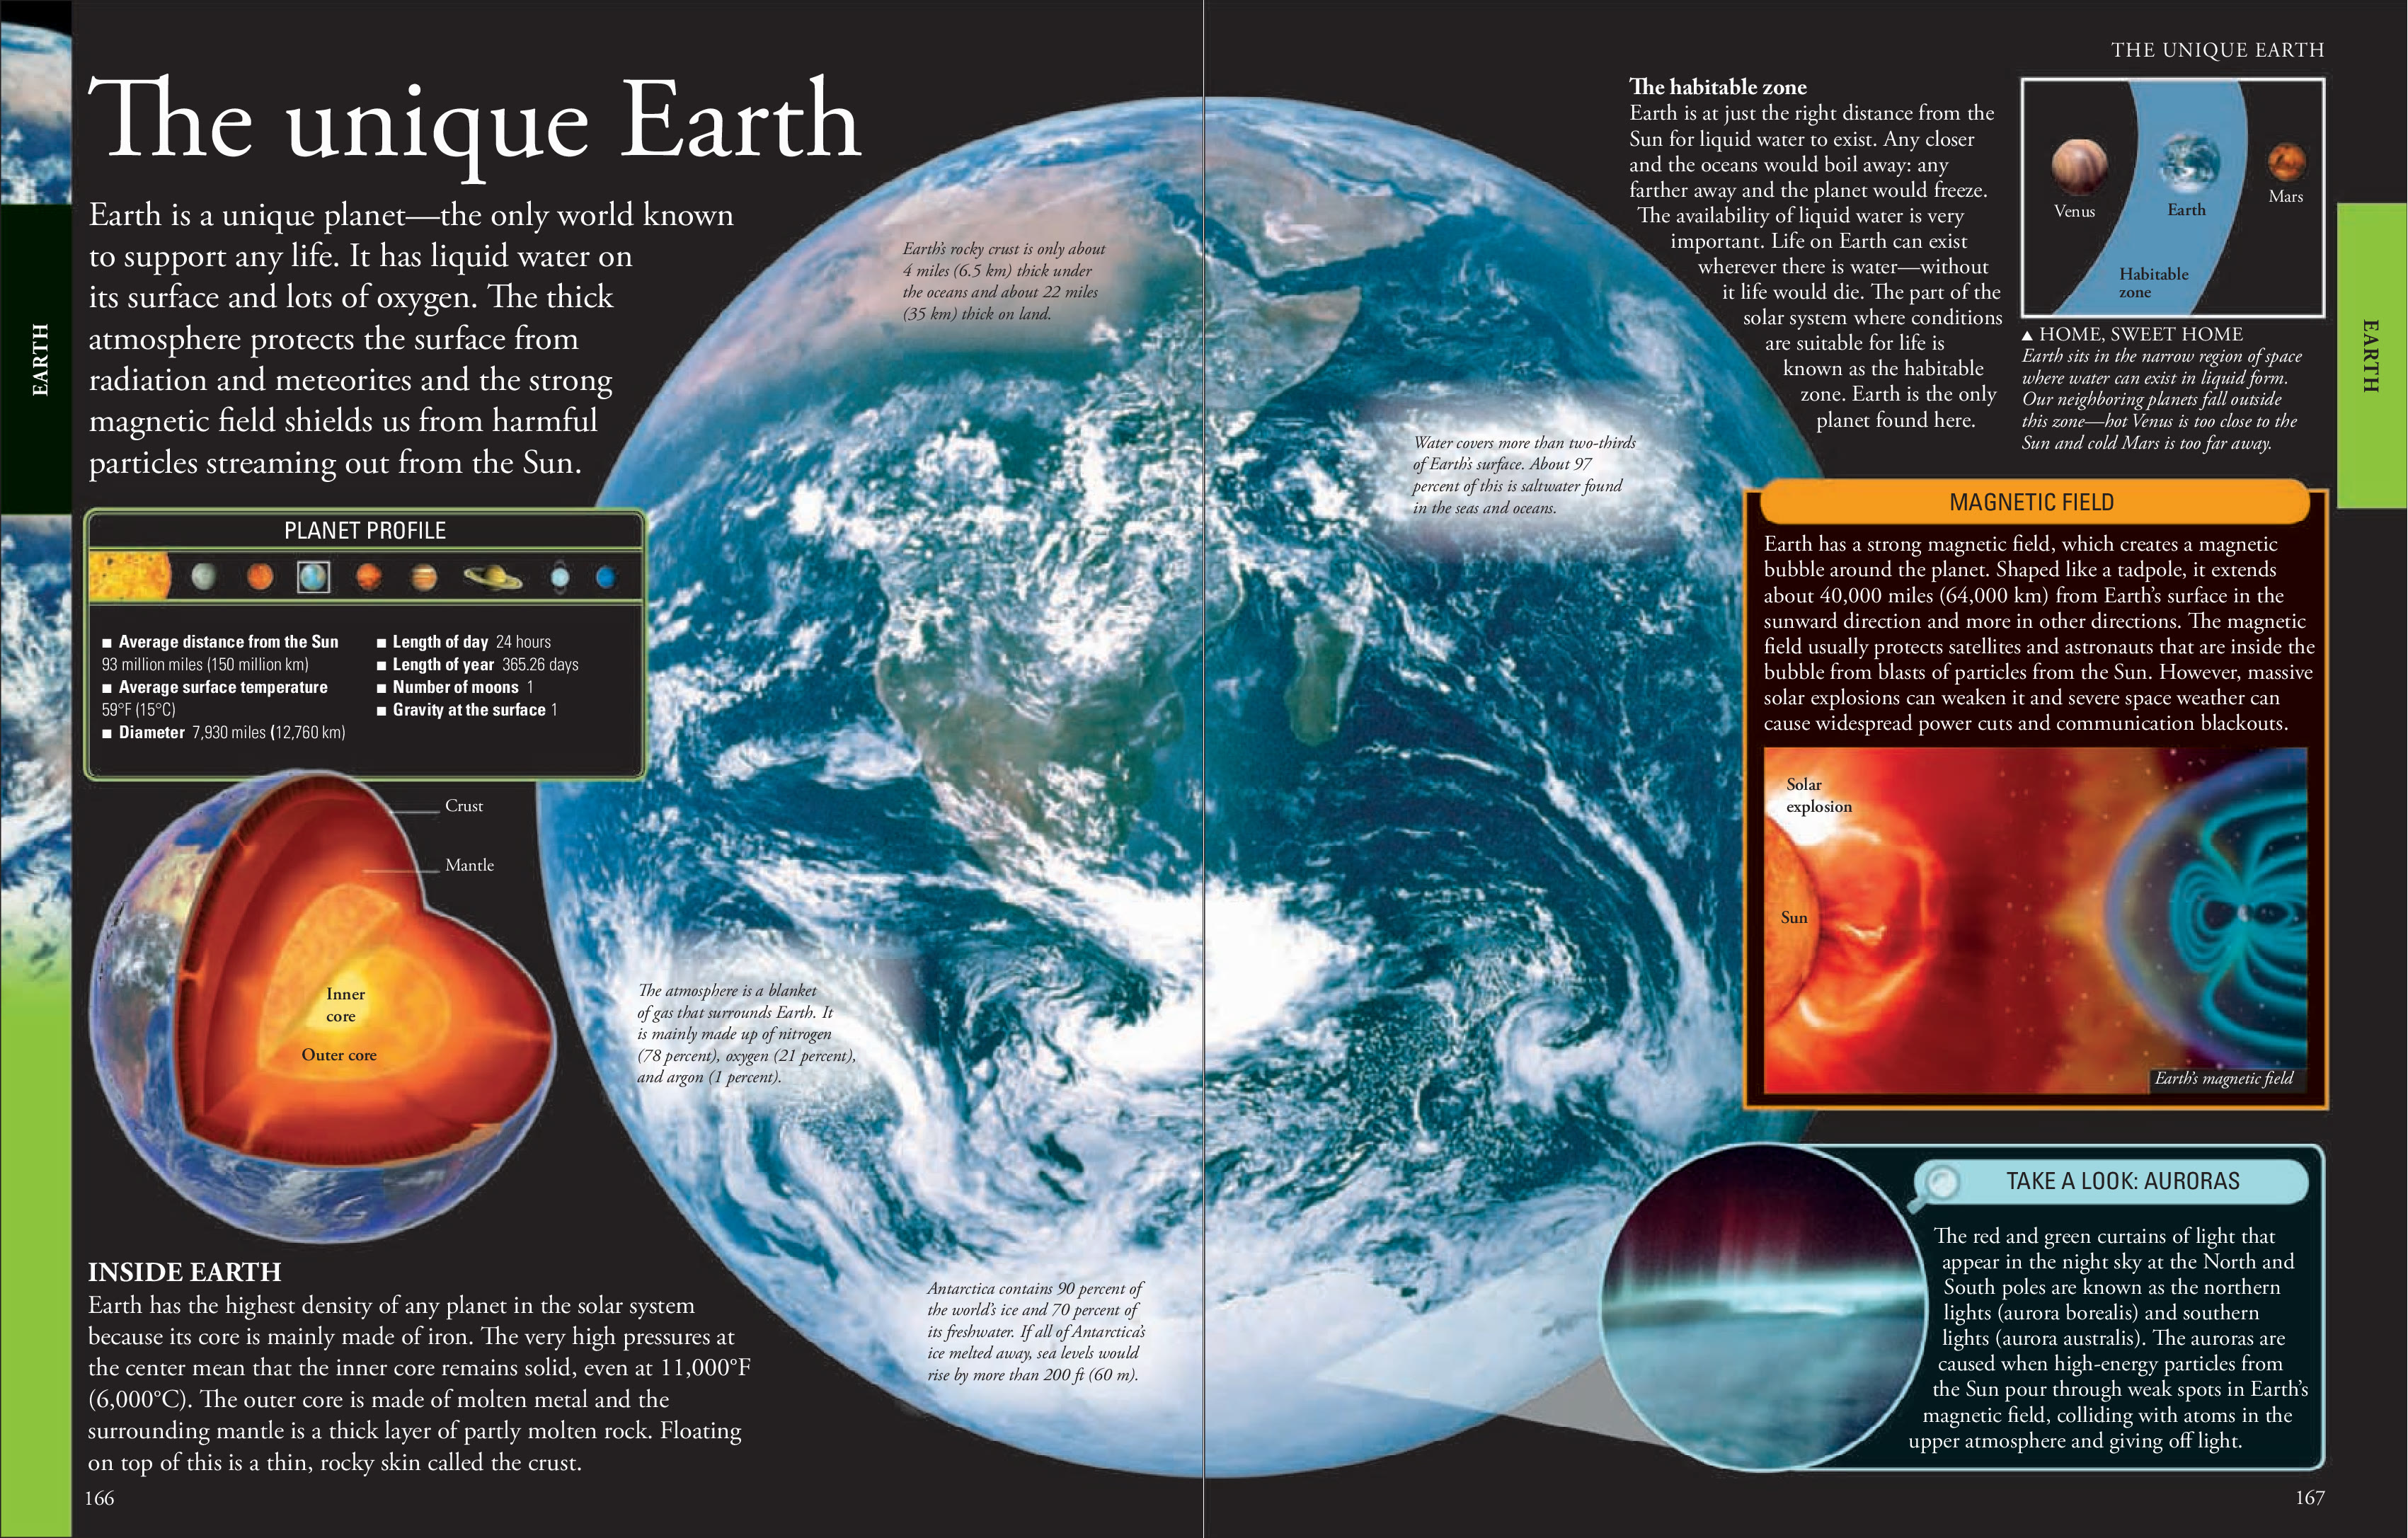 THE UNIQUE EARTH
The unique Earth
Earth is a unique planet—the only world known
to support any life. It has liquid water on
its surface and lots of oxygen. The thick
atmosphere protects the surface from
radiation and meteorites and the strong
magnetic field shields us from harmful
particles streaming out from the Sun.
EARTH
PLANET PROFILE
■ Average distance from the Sun
93 million miles (150 million km)
■ Average surface temperature
59°F (15°C)
■ Diameter 7,930 miles (12,760 km)
■ Length of day 24 hours
■ Length of year 365.26 days
■ Number of moons 1
■ Gravity at the surface 1
Crust
Mantle
Inner
core
Outer core
INSIDE EARTH
Earth has the highest density of any planet in the solar system
because its core is mainly made of iron. The very high pressures at
the center mean that the inner core remains solid, even at 11,000°F
(6,000°C). The outer core is made of molten metal and the
surrounding mantle is a thick layer of partly molten rock. Floating
on top of this is a thin, rocky skin called the crust.
166
Earth's rocky crust is only about
4 miles (6.5 km) thick under
the oceans and about 22 miles
(35 km) thick on land.
The atmosphere is a blanket
of gas that surrounds Earth. It
is mainly made up of nitrogen
(78 percent), oxygen (21 percent),
and argon (1 percent).
Antarctica contains 90 percent of
the world's ice and 70 percent of
its freshwater. If all of Antarctica's
ice melted away, sea levels would
rise by more than 200 ft (60 m).
Water covers more than two-thirds
of Earth's surface. About 97
percent of this is saltwater found
in the seas and oceans.
The habitable zone
Earth is at just the right distance from the
Sun for liquid water to exist. Any closer
and the oceans would boil away: any
farther away and the planet would freeze.
The availability of liquid water is very
important. Life on Earth can exist
wherever there is water—without
it life would die. The part of the
solar system where conditions
are suitable for life is
known as the habitable
zone. Earth is the only
planet found here.
Venus
Earth
Mars
Habitable
zone
▲ HOME, SWEET HOME
Earth sits in the narrow region of space
where water can exist in liquid form.
Our neighboring planets fall outside
this zone—hot Venus is too close to the
Sun and cold Mars is too far away.
EARTH
MAGNETIC FIELD
Earth has a strong magnetic field, which creates a magnetic
bubble around the planet. Shaped like a tadpole, it extends
about 40,000 miles (64,000 km) from Earth's surface in the
sunward direction and more in other directions. The magnetic
field usually protects satellites and astronauts that are inside the
bubble from blasts of particles from the Sun. However, massive
solar explosions can weaken it and severe space weather can
cause widespread power cuts and communication blackouts.
Solar
explosion
Sun
Earth's magnetic field
TAKE A LOOK: AURORAS
The red and green curtains of light that
appear in the night sky at the North and
South poles are known as the northern
lights (aurora borealis) and southern
lights (aurora australis). The auroras are
caused when high-energy particles from
the Sun pour through weak spots in Earth's
magnetic field, colliding with atoms in the
upper atmosphere and giving off light.
167